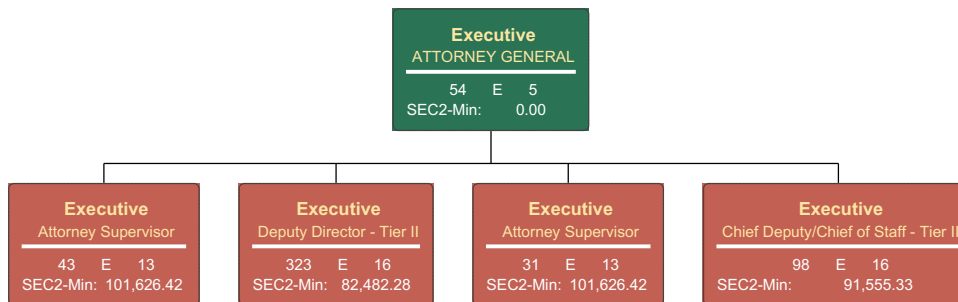 Executive
ATTORNEY GENERAL
54 E 5
SEC2-Min: 0.00
Executive
Attorney Supervisor
43 E 13
SEC2-Min: 101,626.42
Executive
Deputy Director - Tier II
323 E 16
SEC2-Min: 82,482.28
Executive
Attorney Supervisor
31 E 13
SEC2-Min: 101,626.42
Executive
Chief Deputy/Chief of Staff - Tier II
98 E 16
SEC2-Min: 91,555.33